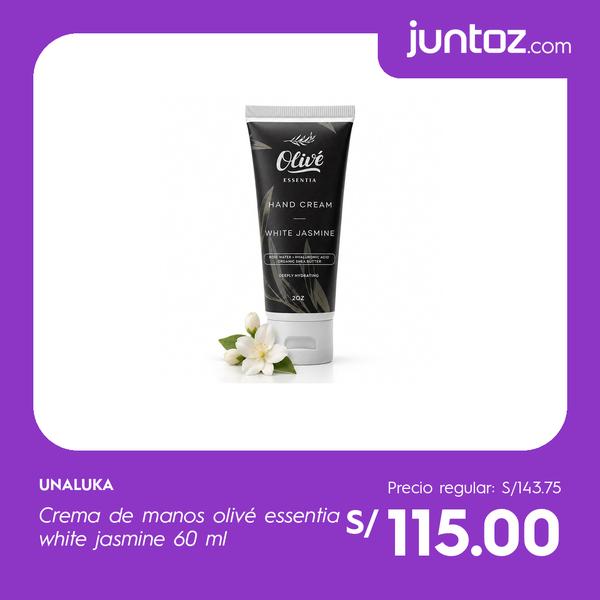 juntoz.com
Olivé
ESSENTIA
HAND CREAM
WHITE JASMINE
ROSE WATER + HYALURONIC ACID
ORGANIC SHEA BUTTER
DEEPLY HYDRATING
2OZ
UNALUKA
Crema de manos olivé essentia
white jasmine 60 ml
Precio regular: S/143.75
S/ 115.00